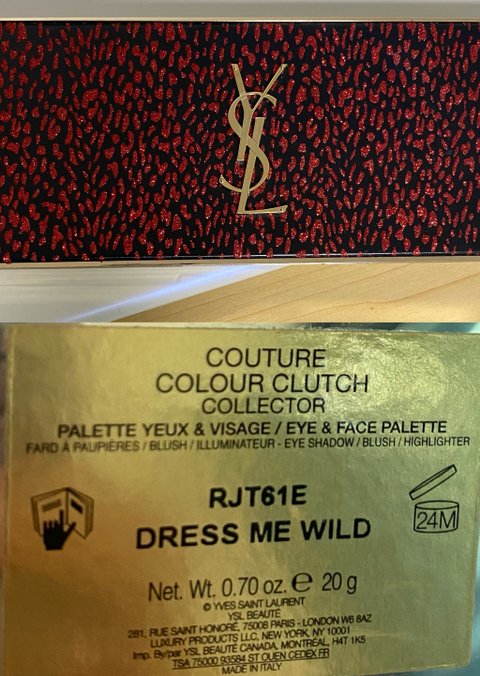 YSL
COUTURE
COLOUR CLUTCH
COLLECTOR
PALETTE YEUX & VISAGE / EYE & FACE PALETTE
FARD À PAUPIÈRES / BLUSH / ILLUMINATEUR - EYE SHADOW / BLUSH / HIGHLIGHTER
RJT61E
DRESS ME WILD
24M
Net. Wt. 0.70 oz. e 20 g
© YVES SAINT LAURENT
YSL BEAUTÉ
281, RUE SAINT HONORÉ, 75008 PARIS - LONDON W6 8AZ
LUXURY PRODUCTS LLC, NEW YORK, NY 10001
Imp. By/par YSL BEAUTÉ CANADA, MONTRÉAL, H4T 1K5
TSA 75000 93584 ST OUEN CEDEX FR
MADE IN ITALY